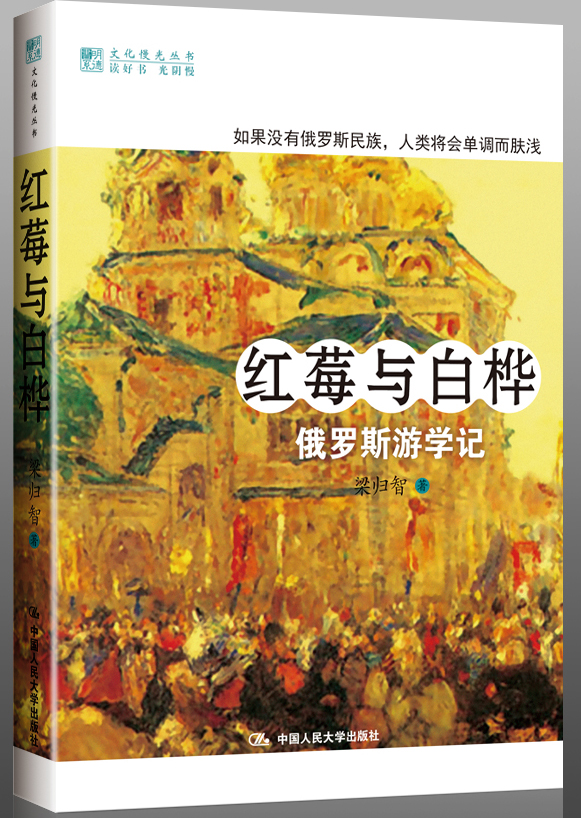 明德書系
文化慢光丛书
读好书 光阴慢
如果没有俄罗斯民族，人类将会单调而肤浅
红莓与白桦
俄罗斯游学记
梁归智 著
中国人民大学出版社
文化慢光丛书
红莓与白桦
梁归智 著
中国人民大学出版社